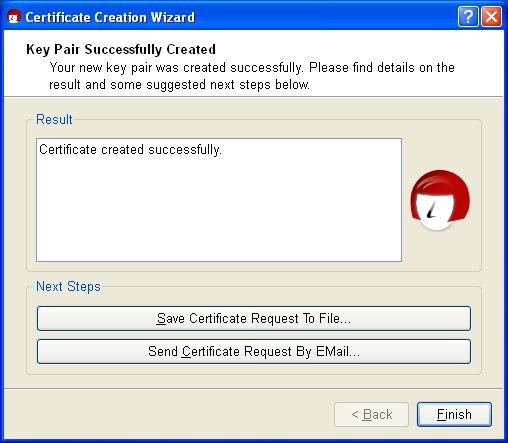 Certificate Creation Wizard
Key Pair Successfully Created
Your new key pair was created successfully. Please find details on the
result and some suggested next steps below.
Result
Certificate created successfully.
Next Steps
Save Certificate Request To File...
Send Certificate Request By EMail...
< Back
Finish